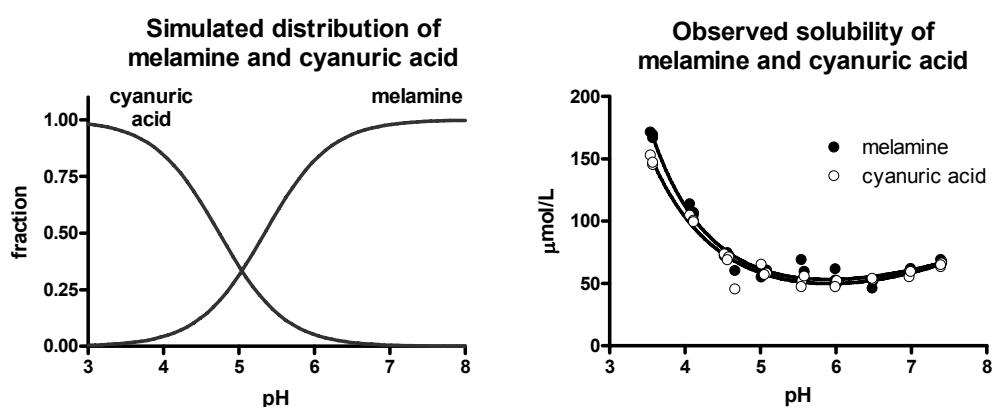 Simulated distribution of
melamine and cyanuric acid
cyanuric
acid
melamine
1.00
0.75
0.50
0.25
0.00
fraction
3 4 5 6 7 8
pH
Observed solubility of
melamine and cyanuric acid
200
150
100
50
0
μmol/L
melamine
cyanuric acid
3 4 5 6 7 8
pH